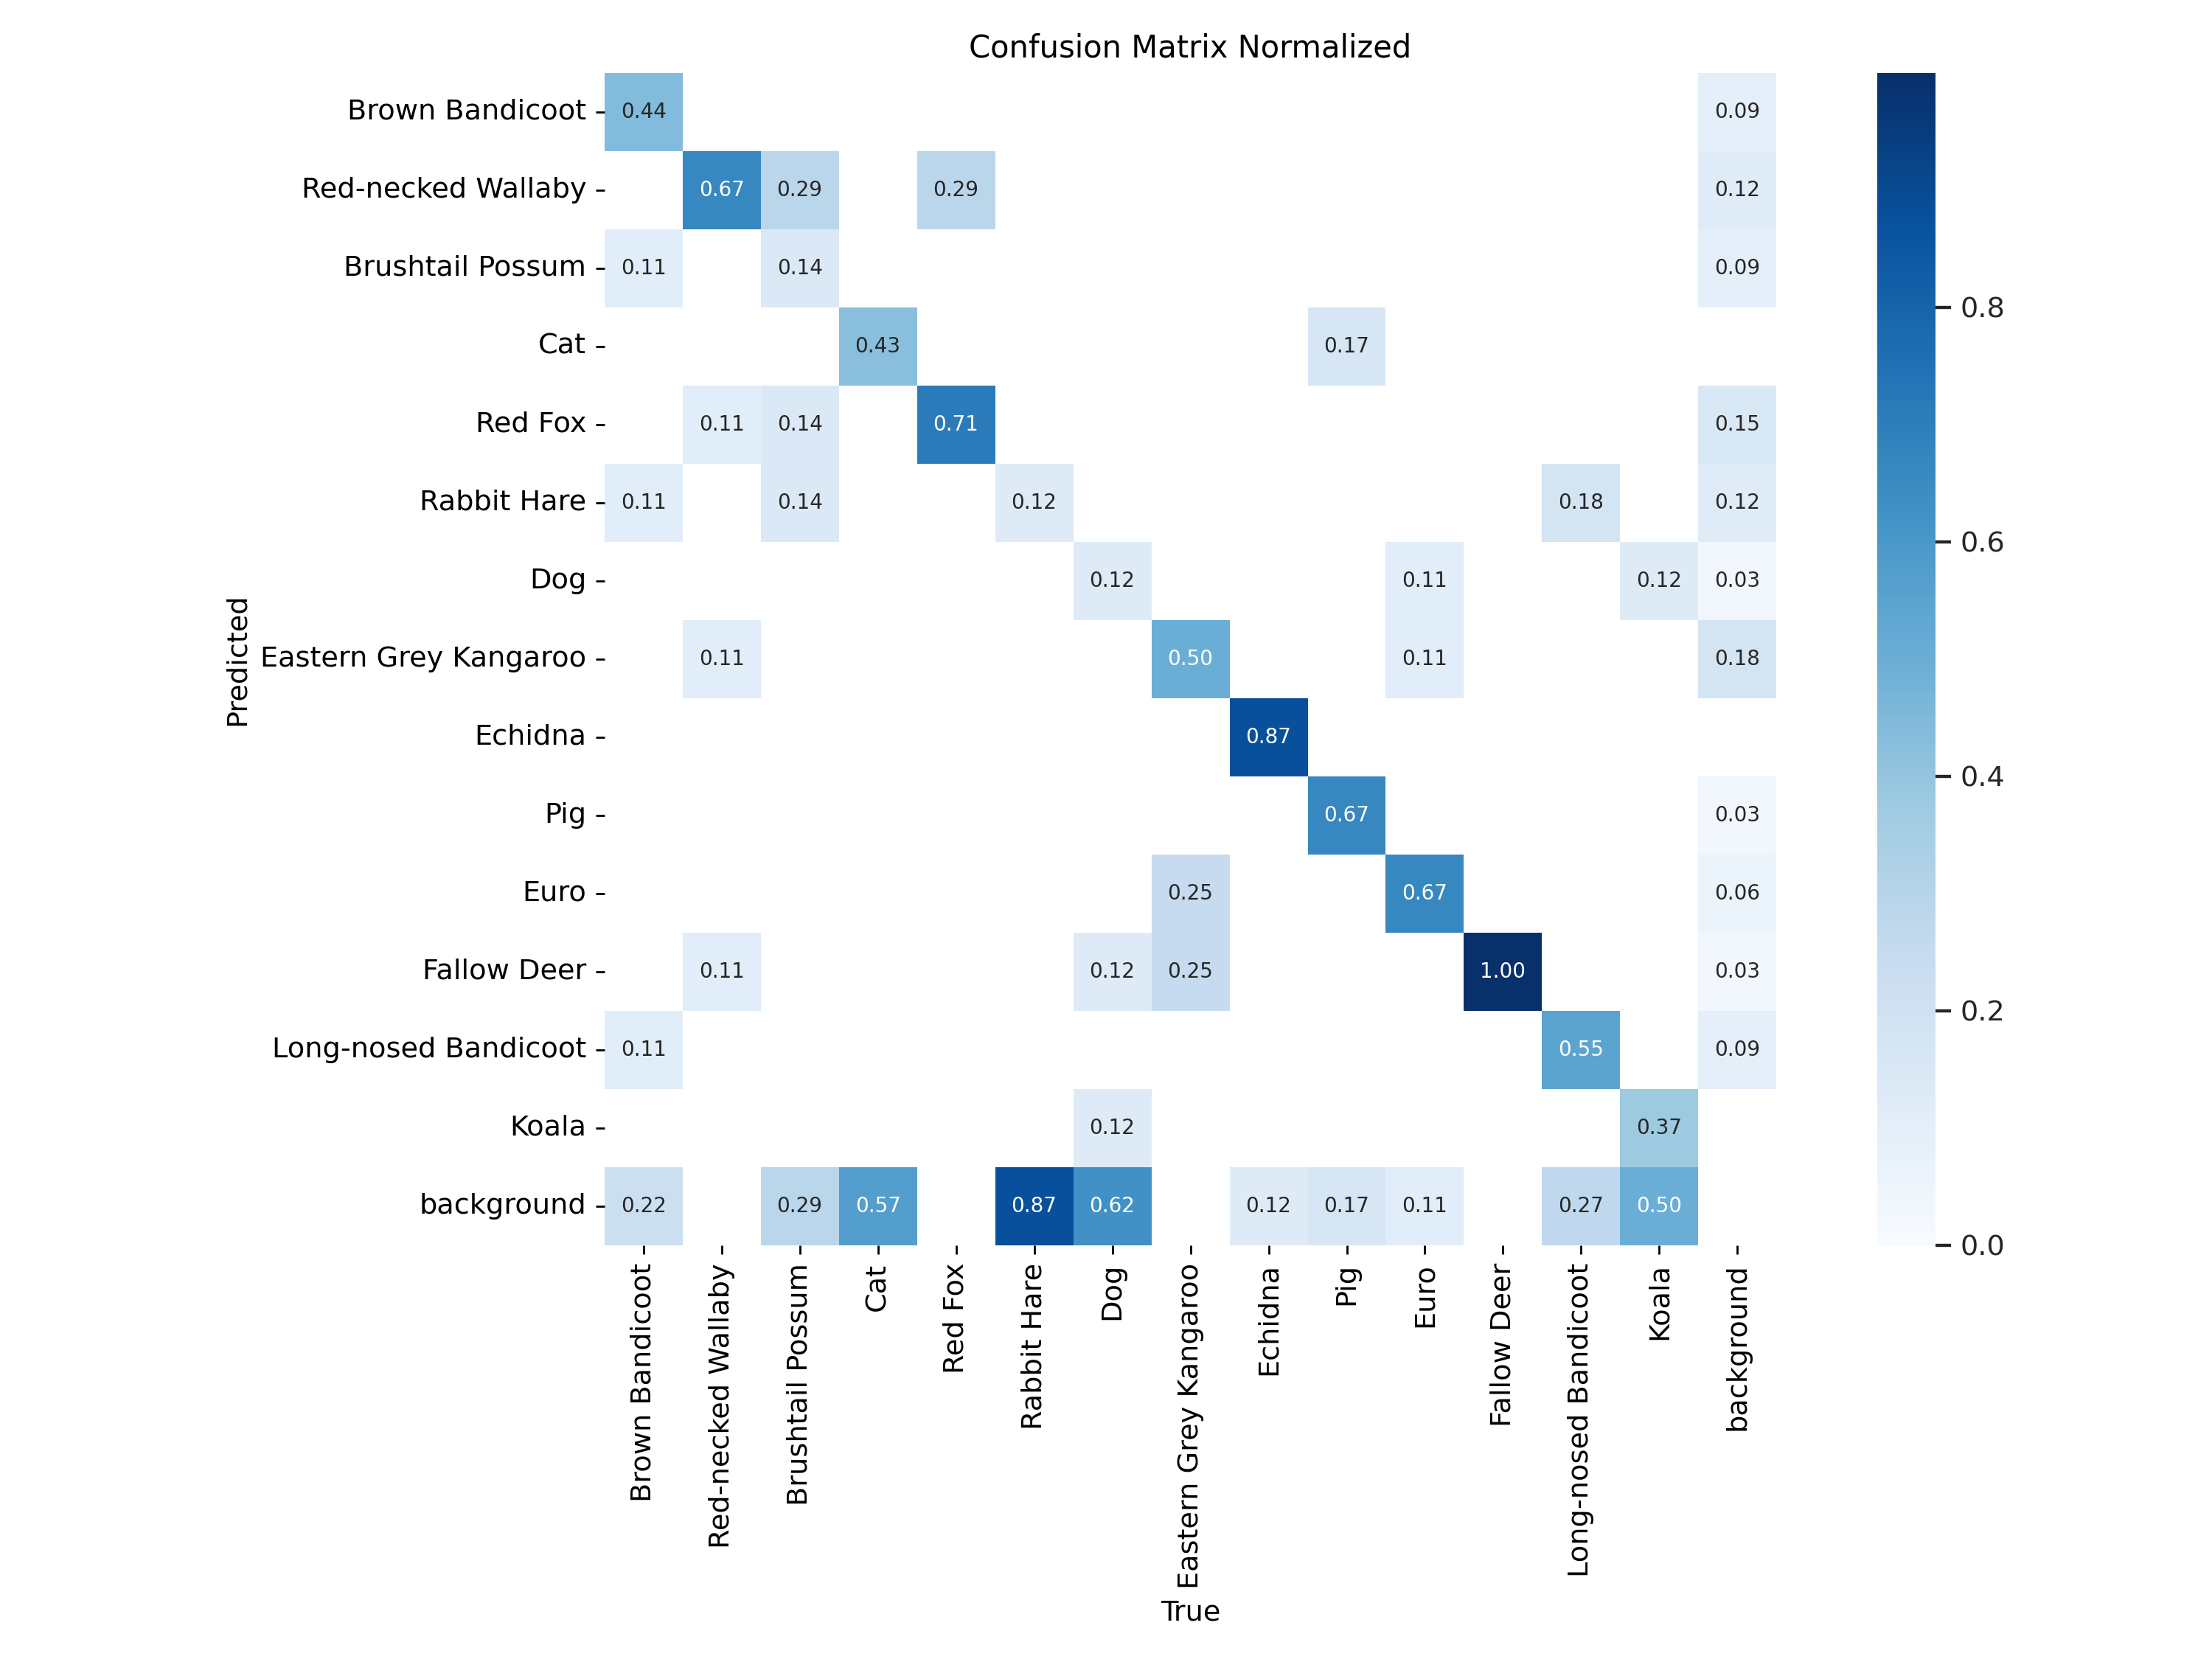 Confusion Matrix Normalized
Brown Bandicoot 0.44 0.09
Red-necked Wallaby 0.67 0.29 0.29 0.12
Brushtail Possum 0.11 0.14 0.09
Cat 0.43 0.17
Red Fox 0.11 0.14 0.71 0.15
Rabbit Hare 0.11 0.14 0.12 0.18 0.12
Dog 0.12 0.11 0.12 0.03
Eastern Grey Kangaroo 0.11 0.50 0.11 0.18
Echidna 0.87
Pig 0.67 0.03
Euro 0.25 0.67 0.06
Fallow Deer 0.11 0.12 0.25 1.00 0.03
Long-nosed Bandicoot 0.11 0.55 0.09
Koala 0.12 0.37
background 0.22 0.29 0.57 0.87 0.62 0.12 0.17 0.11 0.27 0.50
Predicted
Brown Bandicoot
Red-necked Wallaby
Brushtail Possum
Cat
Red Fox
Rabbit Hare
Dog
Eastern Grey Kangaroo
Echidna
Pig
Euro
Fallow Deer
Long-nosed Bandicoot
Koala
background
True
0.8
0.6
0.4
0.2
0.0